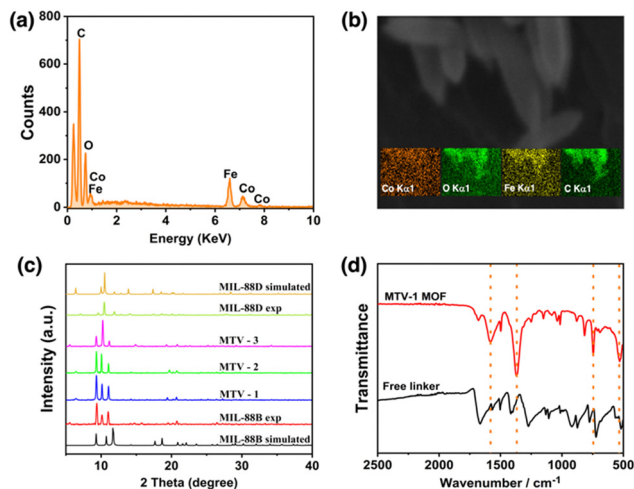 (a)
800
600
400
200
0
Counts
C
O
Co
Fe
Fe
Co
Co
0 2 4 6 8 10
Energy (KeV)
(b)
Co Kα1 O Kα1 Fe Kα1 C Kα1
(c)
Intensity (a.u.)
MIL-88D simulated
MIL-88D exp
MTV - 3
MTV - 2
MTV - 1
MIL-88B exp
MIL-88B simulated
10 20 30 40
2 Theta (degree)
(d)
Transmittance
MTV-1 MOF
Free linker
2500 2000 1500 1000 500
Wavenumber / cm⁻¹